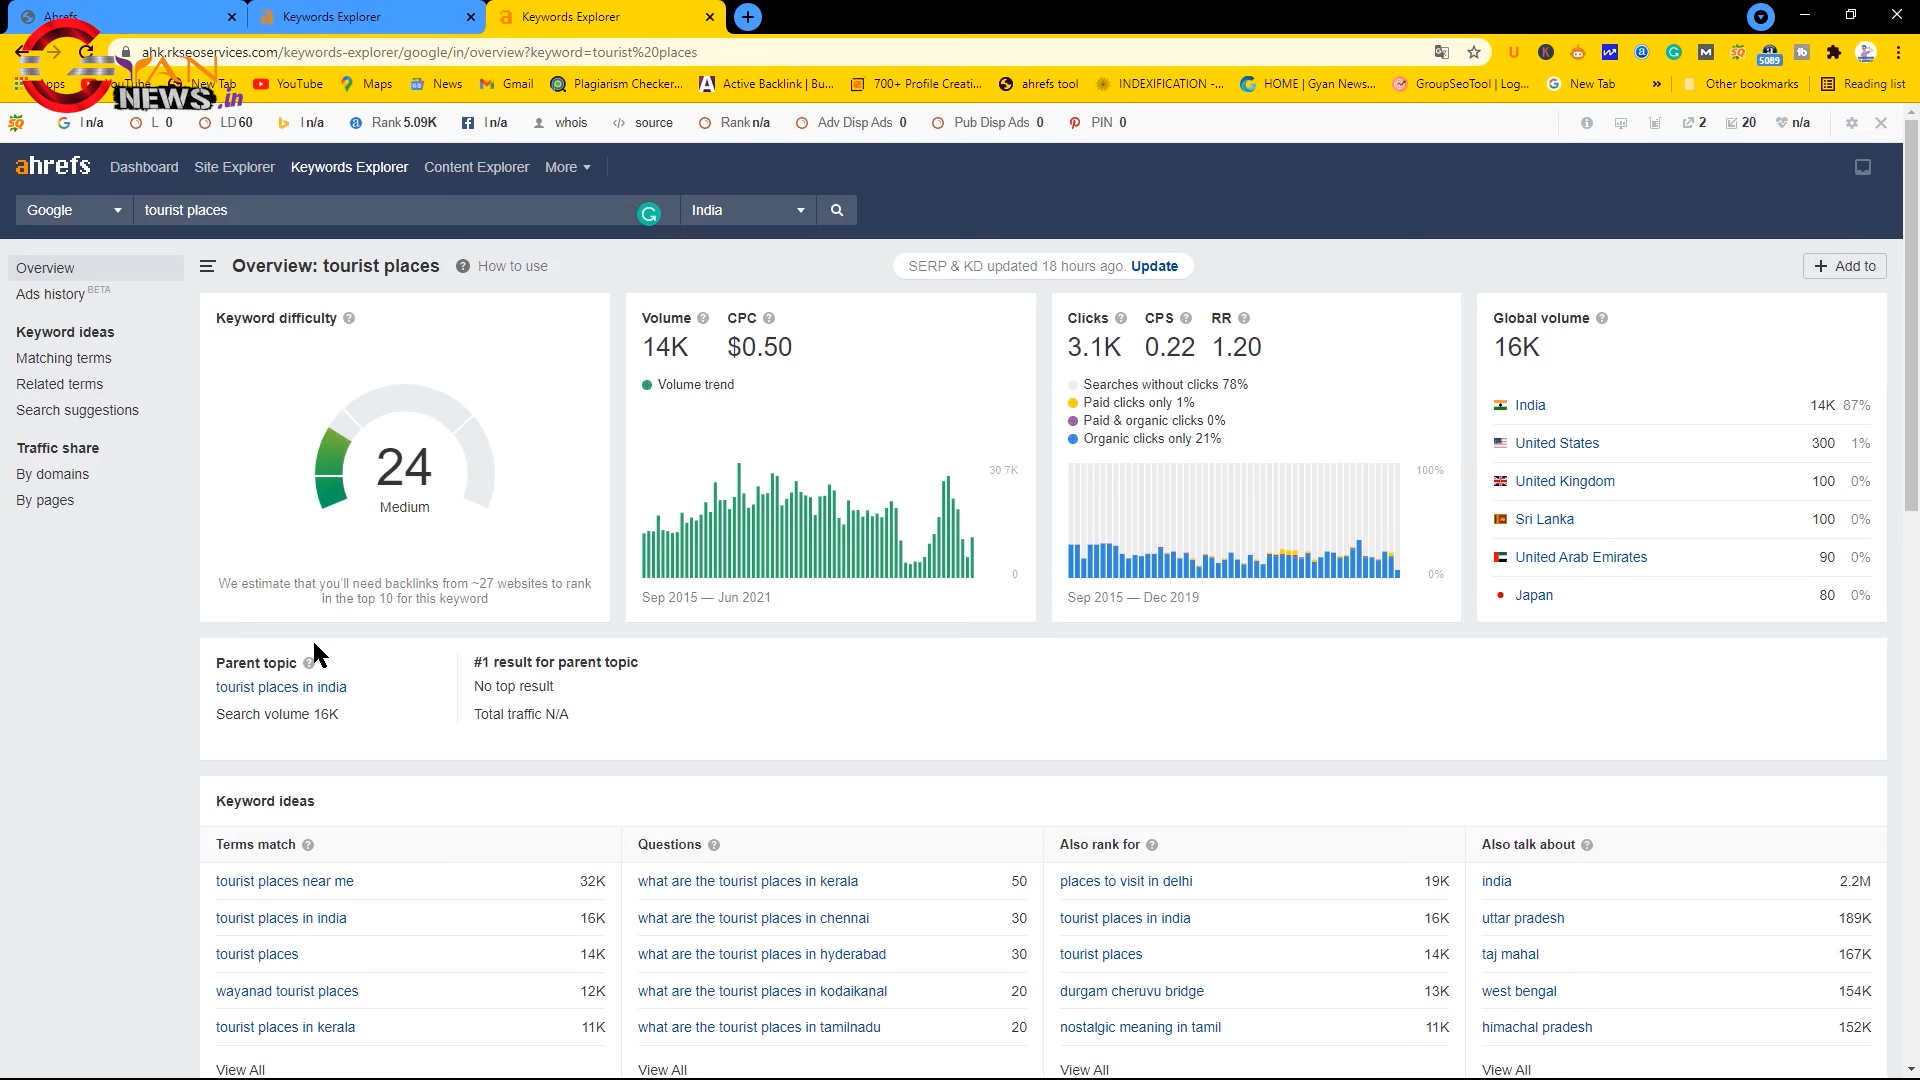 Ahrefs
Keywords Explorer
Keywords Explorer
ahk.rkseoservices.com/keywords-explorer/google/in/overview?keyword=tourist%20places
5089
YouTube
Maps
News
Gmail
Plagiarism Checker...
Active Backlink | Bu...
700+ Profile Creati...
ahrefs tool
INDEXIFICATION -...
HOME | Gyan News...
GroupSeoTool | Log...
New Tab
»
Other bookmarks
Reading list
GYAN
NEWS.in
I n/a
L 0
LD 60
I n/a
Rank 5.09K
I n/a
whois
source
Rank n/a
Adv Disp Ads 0
Pub Disp Ads 0
PIN 0
2
20
n/a
ahrefs
Dashboard
Site Explorer
Keywords Explorer
Content Explorer
More
Google
tourist places
India
Overview
Ads history BETA
Keyword ideas
Matching terms
Related terms
Search suggestions
Traffic share
By domains
By pages
Overview: tourist places
How to use
SERP & KD updated 18 hours ago. Update
+ Add to
Keyword difficulty
24
Medium
We estimate that you'll need backlinks from ~27 websites to rank
in the top 10 for this keyword
Volume CPC
14K $0.50
Volume trend
30.7K
0
Sep 2015 — Jun 2021
Clicks CPS RR
3.1K 0.22 1.20
Searches without clicks 78%
Paid clicks only 1%
Paid & organic clicks 0%
Organic clicks only 21%
100%
0%
Sep 2015 — Dec 2019
Global volume
16K
India 14K 87%
United States 300 1%
United Kingdom 100 0%
Sri Lanka 100 0%
United Arab Emirates 90 0%
Japan 80 0%
Parent topic
tourist places in india
Search volume 16K
#1 result for parent topic
No top result
Total traffic N/A
Keyword ideas
Terms match
tourist places near me 32K
tourist places in india 16K
tourist places 14K
wayanad tourist places 12K
tourist places in kerala 11K
View All
Questions
what are the tourist places in kerala 50
what are the tourist places in chennai 30
what are the tourist places in hyderabad 30
what are the tourist places in kodaikanal 20
what are the tourist places in tamilnadu 20
View All
Also rank for
places to visit in delhi 19K
tourist places in india 16K
tourist places 14K
durgam cheruvu bridge 13K
nostalgic meaning in tamil 11K
View All
Also talk about
india 2.2M
uttar pradesh 189K
taj mahal 167K
west bengal 154K
himachal pradesh 152K
View All